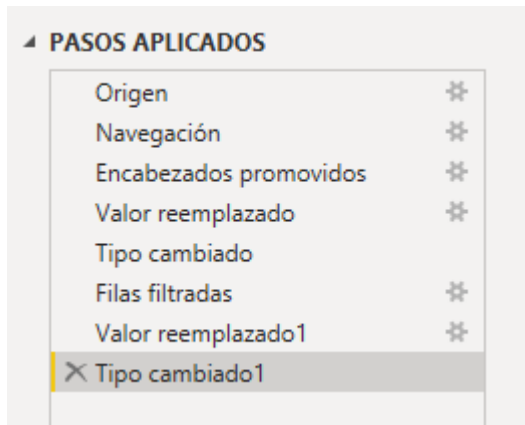 PASOS APLICADOS
Origen
Navegación
Encabezados promovidos
Valor reemplazado
Tipo cambiado
Filas filtradas
Valor reemplazado1
Tipo cambiado1